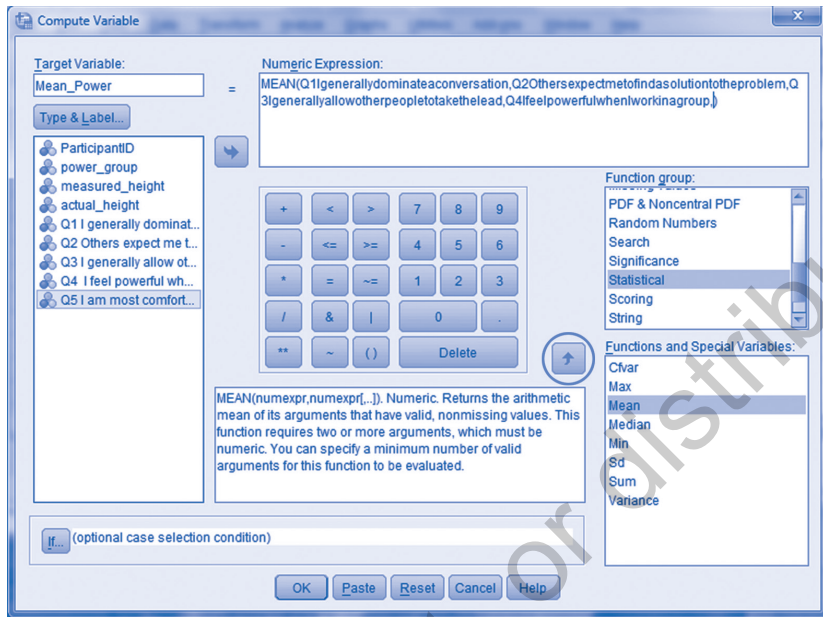 Compute Variable
Target Variable:
Mean_Power
=
Type & Label...
ParticipantID
power_group
measured_height
actual_height
Q1 I generally dominat...
Q2 Others expect me t...
Q3 I generally allow ot...
Q4 I feel powerful wh...
Q5 I am most comfort...
Numeric Expression:
MEAN(Q1Igenerallydominateaconversation,Q2Othersexpectmetofindasolutiontotheproblem,Q
3Igenerallyallowotherpeopletotakethelead,Q4IfeelpowerfulwhenIworkinagroup,)
+ < > 7 8 9
- <= >= 4 5 6
* = ~= 1 2 3
/ & | 0 .
** ~ ( ) Delete
MEAN(numexpr,numexpr[,..]). Numeric. Returns the arithmetic
mean of its arguments that have valid, nonmissing values. This
function requires two or more arguments, which must be
numeric. You can specify a minimum number of valid
arguments for this function to be evaluated.
Function group:
Missing Values
PDF & Noncentral PDF
Random Numbers
Search
Significance
Statistical
Scoring
String
Functions and Special Variables:
Cfvar
Max
Mean
Median
Min
Sd
Sum
Variance
If... (optional case selection condition)
OK Paste Reset Cancel Help
or distribu